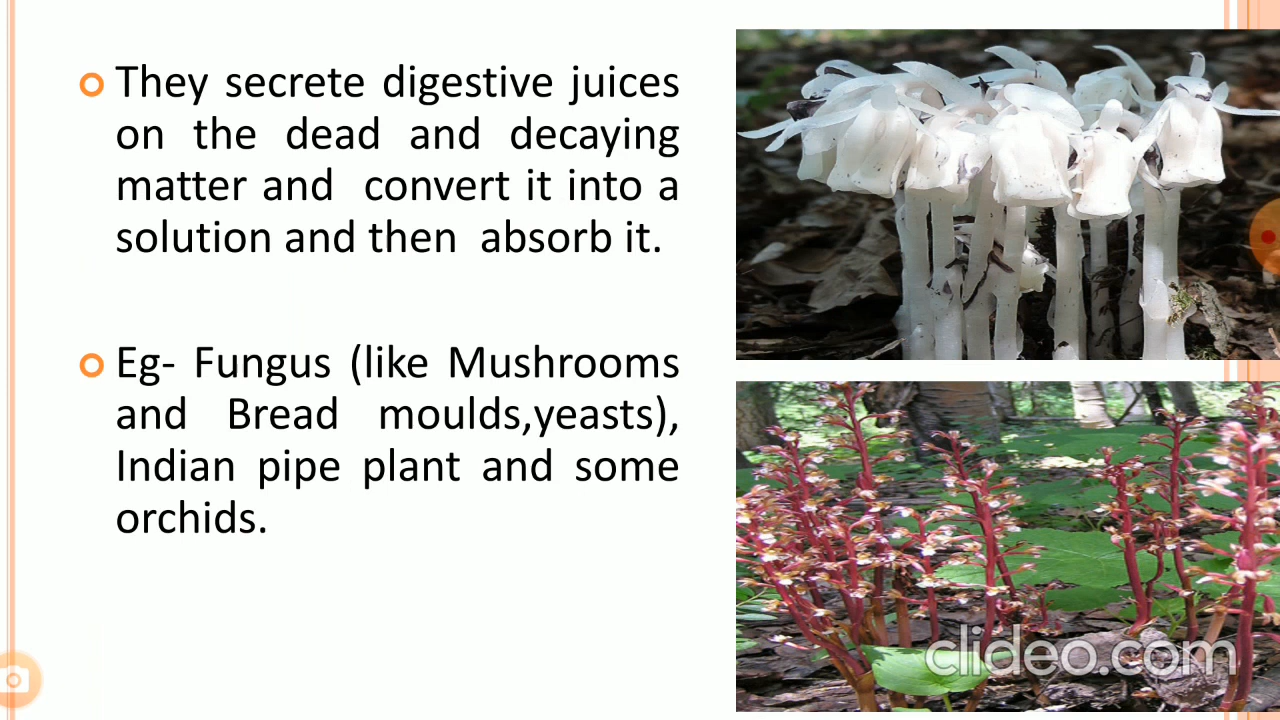 They secrete digestive juices
on the dead and decaying
matter and convert it into a
solution and then absorb it.
Eg- Fungus (like Mushrooms
and Bread moulds,yeasts),
Indian pipe plant and some
orchids.
clideo.com